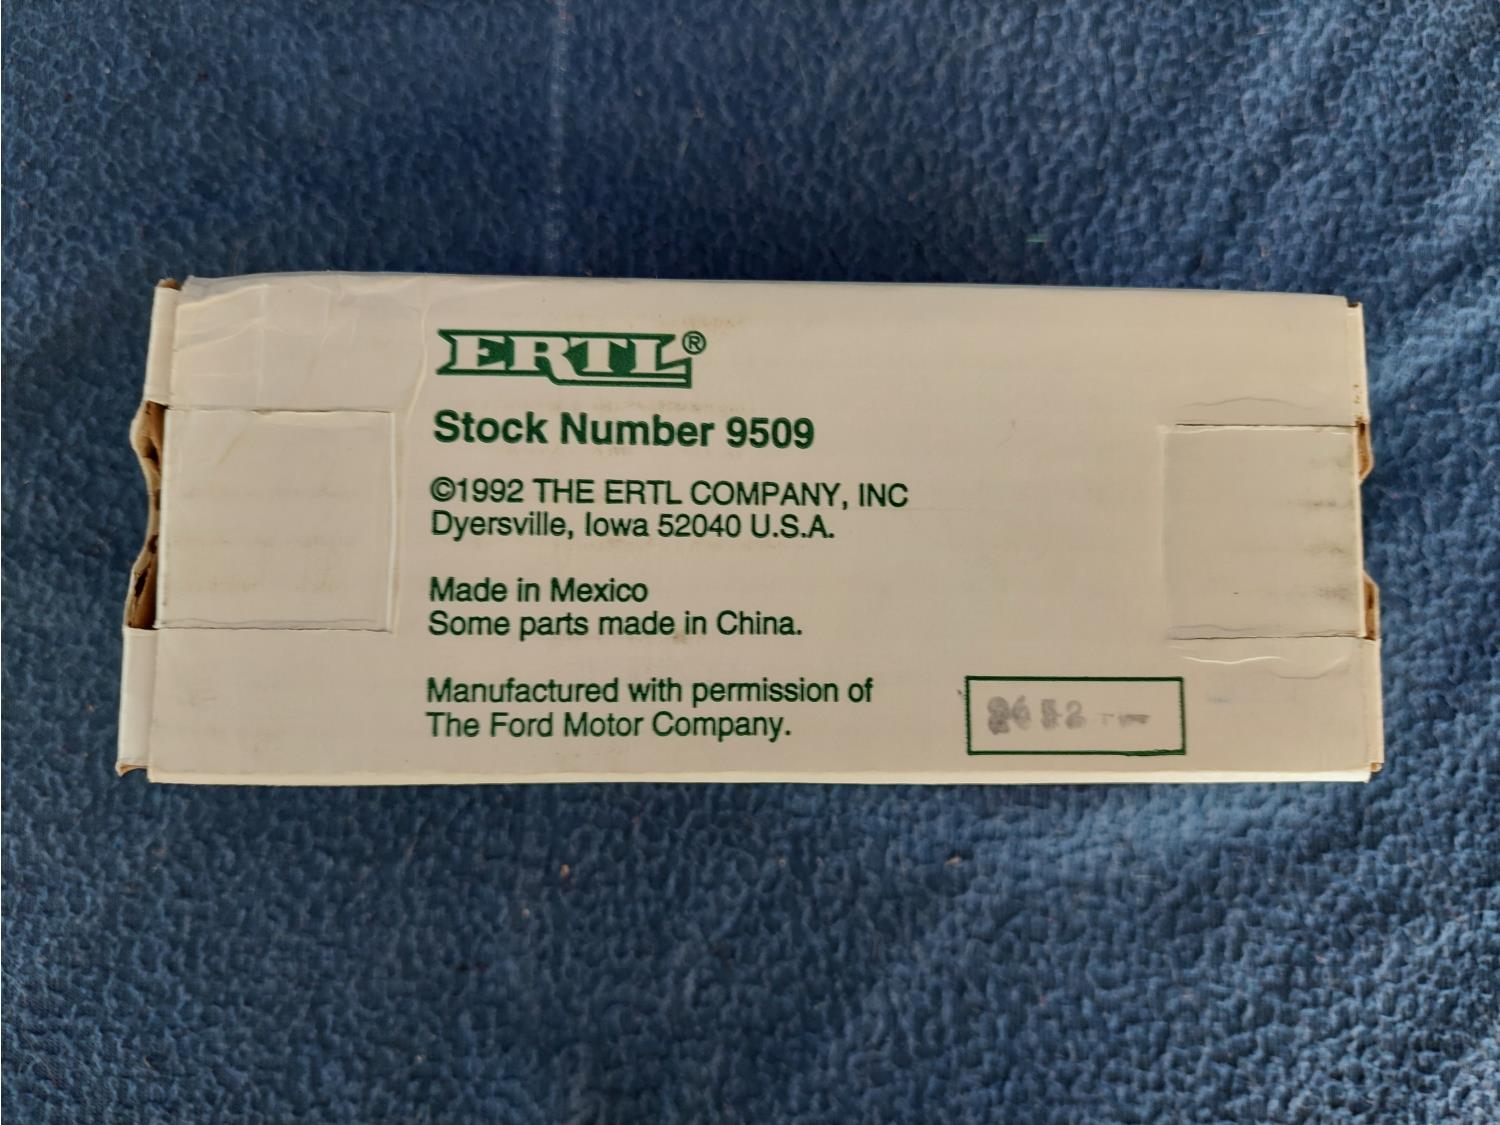 ERTL®
Stock Number 9509
©1992 THE ERTL COMPANY, INC
Dyersville, Iowa 52040 U.S.A.
Made in Mexico
Some parts made in China.
Manufactured with permission of
The Ford Motor Company.